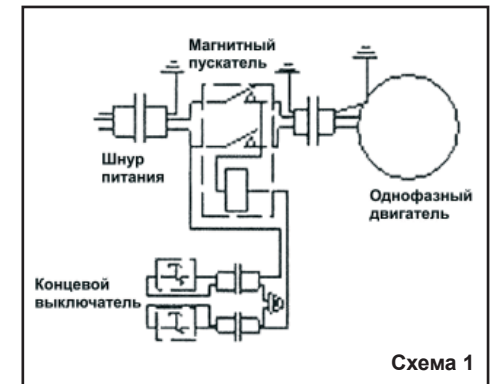 Магнитный
пускатель
Шнур
питания
Однофазный
двигатель
Концевой
выключатель
Схема 1